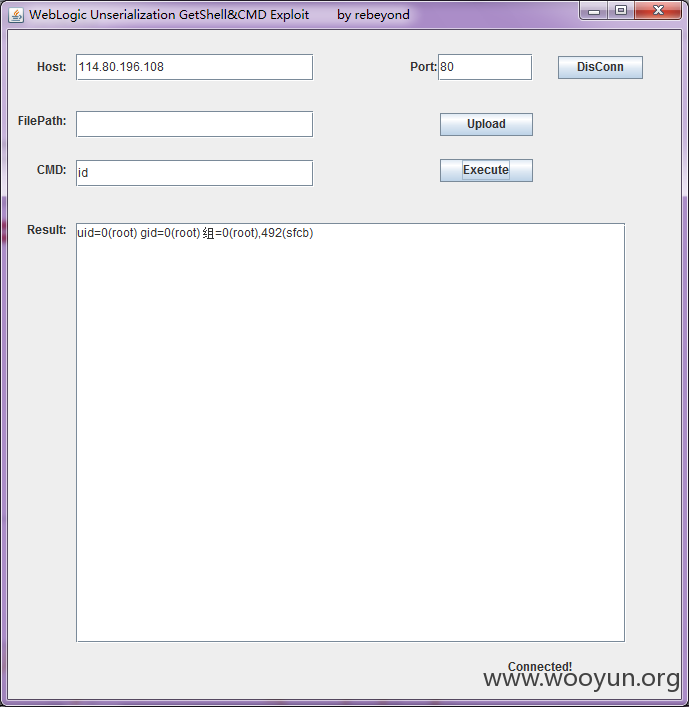 WebLogic Unserialization GetShell&CMD Exploit by rebeyond
Host: 114.80.196.108 Port: 80 DisConn
FilePath: Upload
CMD: id Execute
Result: uid=0(root) gid=0(root) 组=0(root),492(sfcb)
Connected!
www.wooyun.org